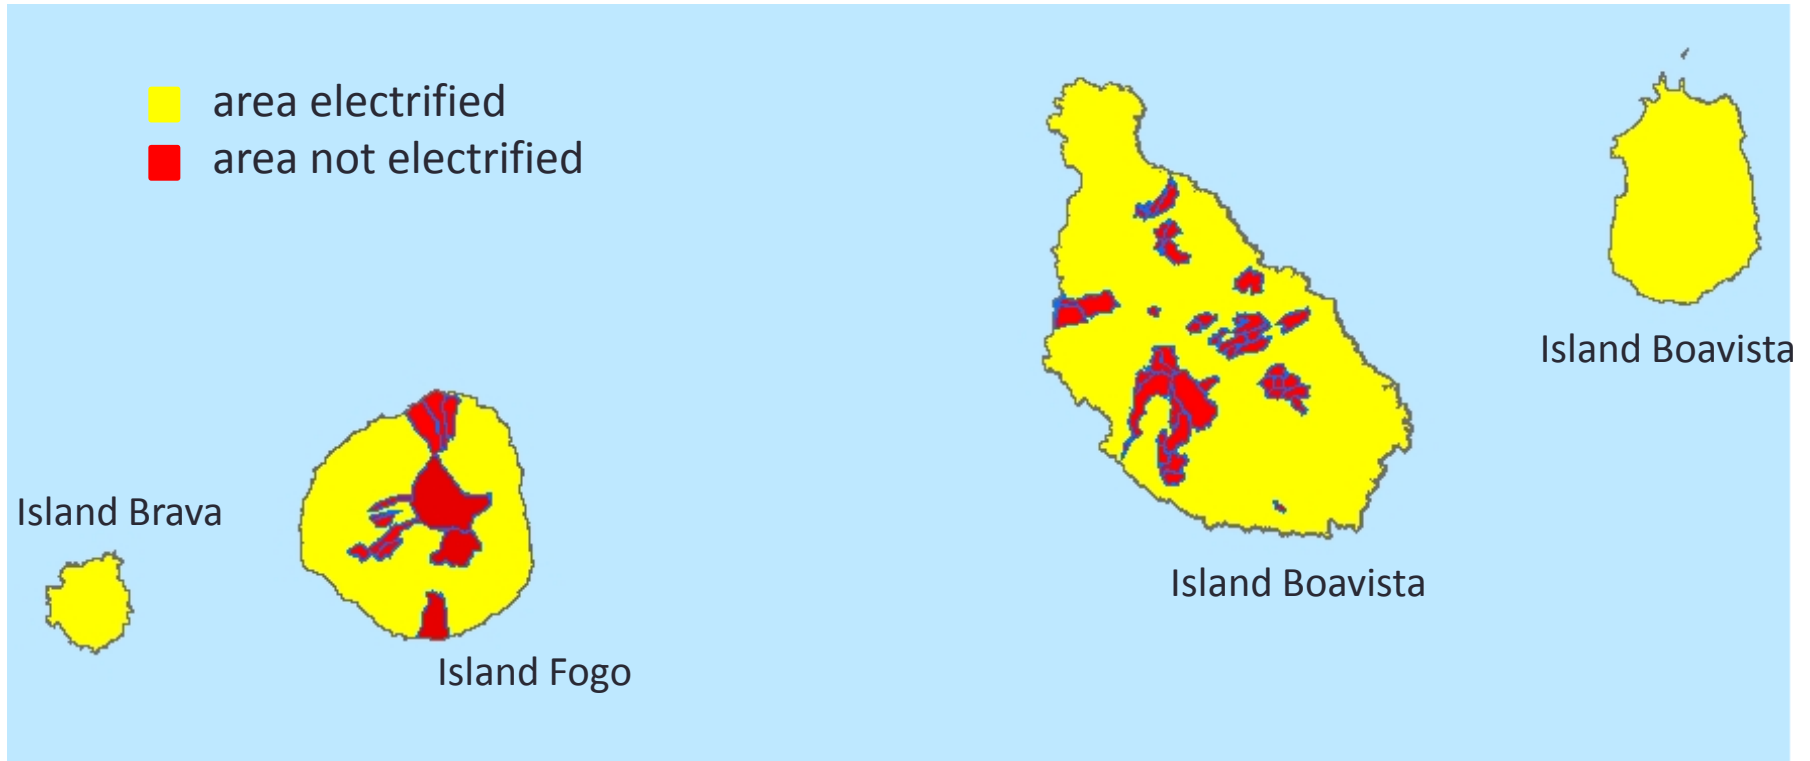 area electrified
area not electrified
Island Boavista
Island Brava
Island Boavista
Island Fogo